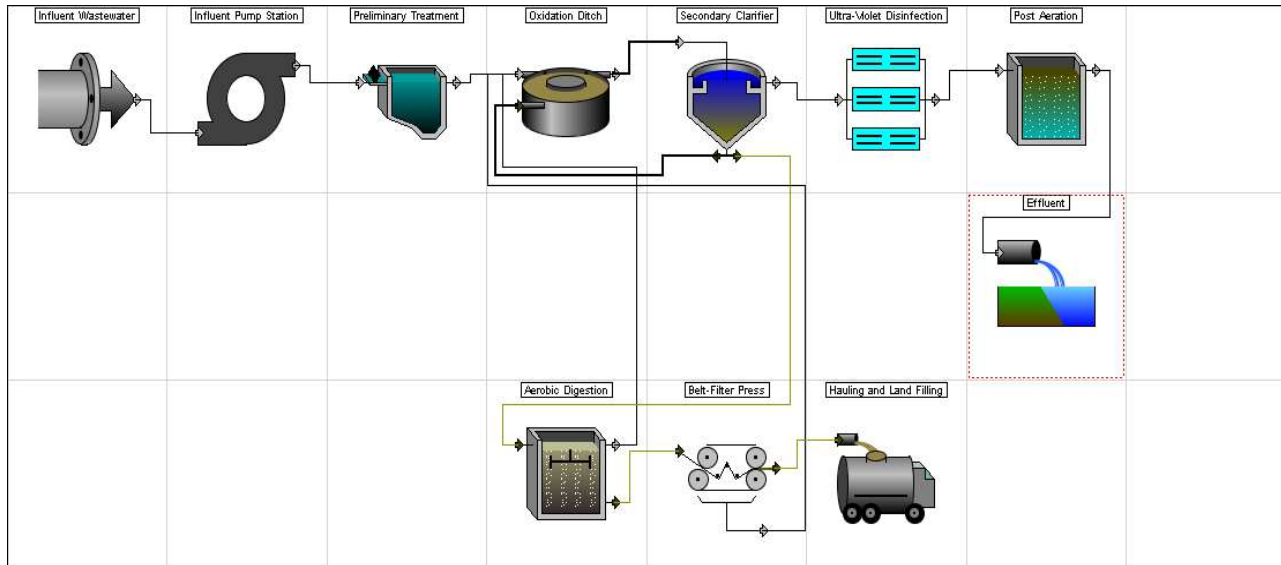 Influent Wastewater
Influent Pump Station
Preliminary Treatment
Oxidation Ditch
Secondary Clarifier
Ultra-Violet Disinfection
Post Aeration
Effluent
Aerobic Digestion
Belt-Filter Press
Hauling and Land Filling